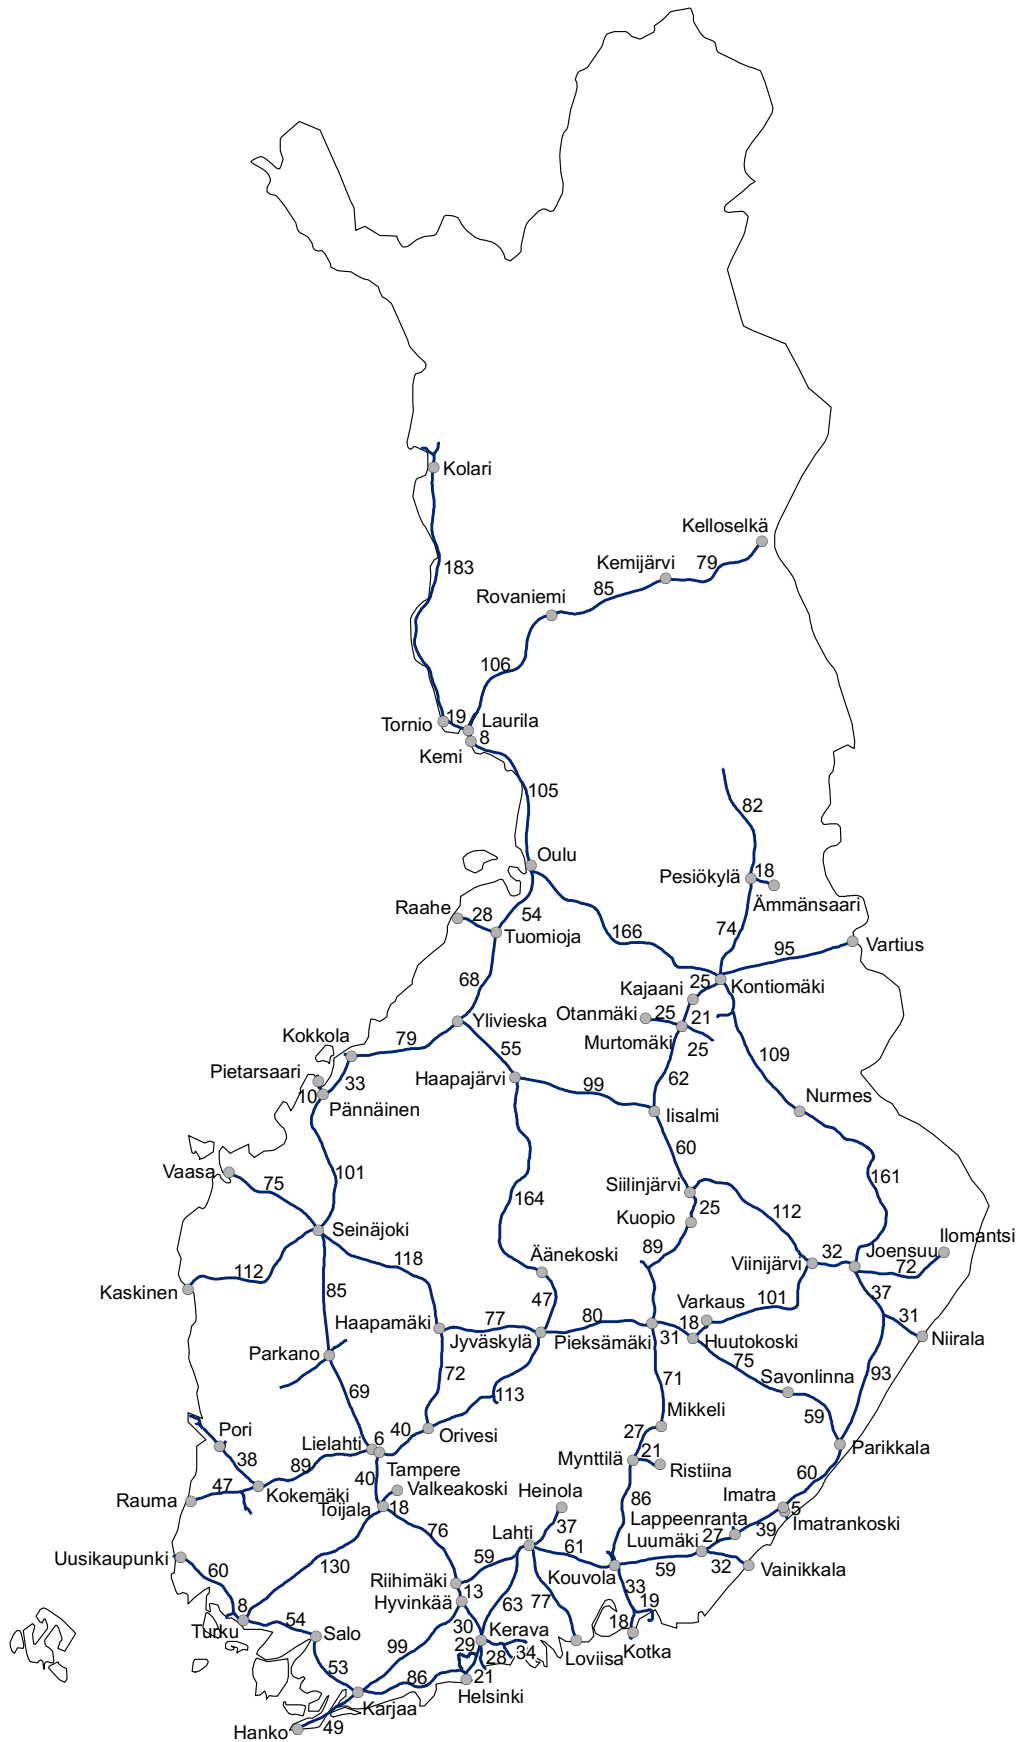 Kolari
Kelloselkä
Kemijärvi
79
183
85
Rovaniemi
106
Tornio
19
Laurila
8
Kemi
105
82
Oulu
Pesiökylä
18
Ämmänsaari
Raahe
28
54
Tuomioja
166
74
95
Vartius
68
Kajaani
25
Kontiomäki
Otanmäki
25
21
Ylivieska
Murtomäki
25
Kokkola
79
55
109
Pietarsaari
33
Haapajärvi
99
62
10
Pännäinen
Nurmes
Iisalmi
60
Vaasa
75
101
161
Siilinjärvi
164
25
112
Kuopio
Seinäjoki
Ilomantsi
118
89
32
Joensuu
Äänekoski
Viinijärvi
72
112
Kaskinen
85
47
37
101
Varkaus
31
Haapamäki
77
80
18
Jyväskylä
Pieksämäki
31
Huutokoski
Niirala
Parkano
72
75
93
71
Savonlinna
69
113
59
Mikkeli
Pori
27
Lielahti
6
40
Orivesi
Parikkala
38
89
Tampere
Mynttilä
21
Ristiina
60
47
40
Valkeakoski
Heinola
Rauma
Kokemäki
Toijala
18
86
Imatra
5
Imatrankoski
37
Lappeenranta
39
76
Lahti
27
Luumäki
Uusikaupunki
130
59
61
60
Kouvola
59
32
Vainikkala
Riihimäki
13
33
Hyvinkää
63
77
19
8
54
30
Kerava
18
Turku
Salo
99
29
34
Loviisa
Kotka
28
53
86
21
Helsinki
Karjaa
Hanko
49